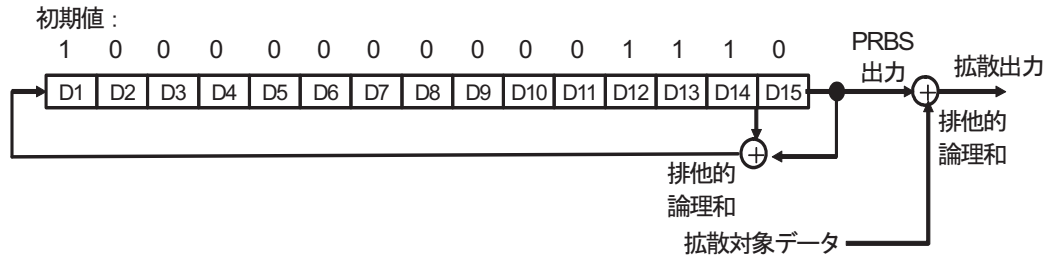 初期値：
1 0 0 0 0 0 0 0 0 0 0 1 1 1 0
D1 D2 D3 D4 D5 D6 D7 D8 D9 D10 D11 D12 D13 D14 D15
PRBS
出力
拡散出力
排他的
論理和
排他的
論理和
拡散対象データ